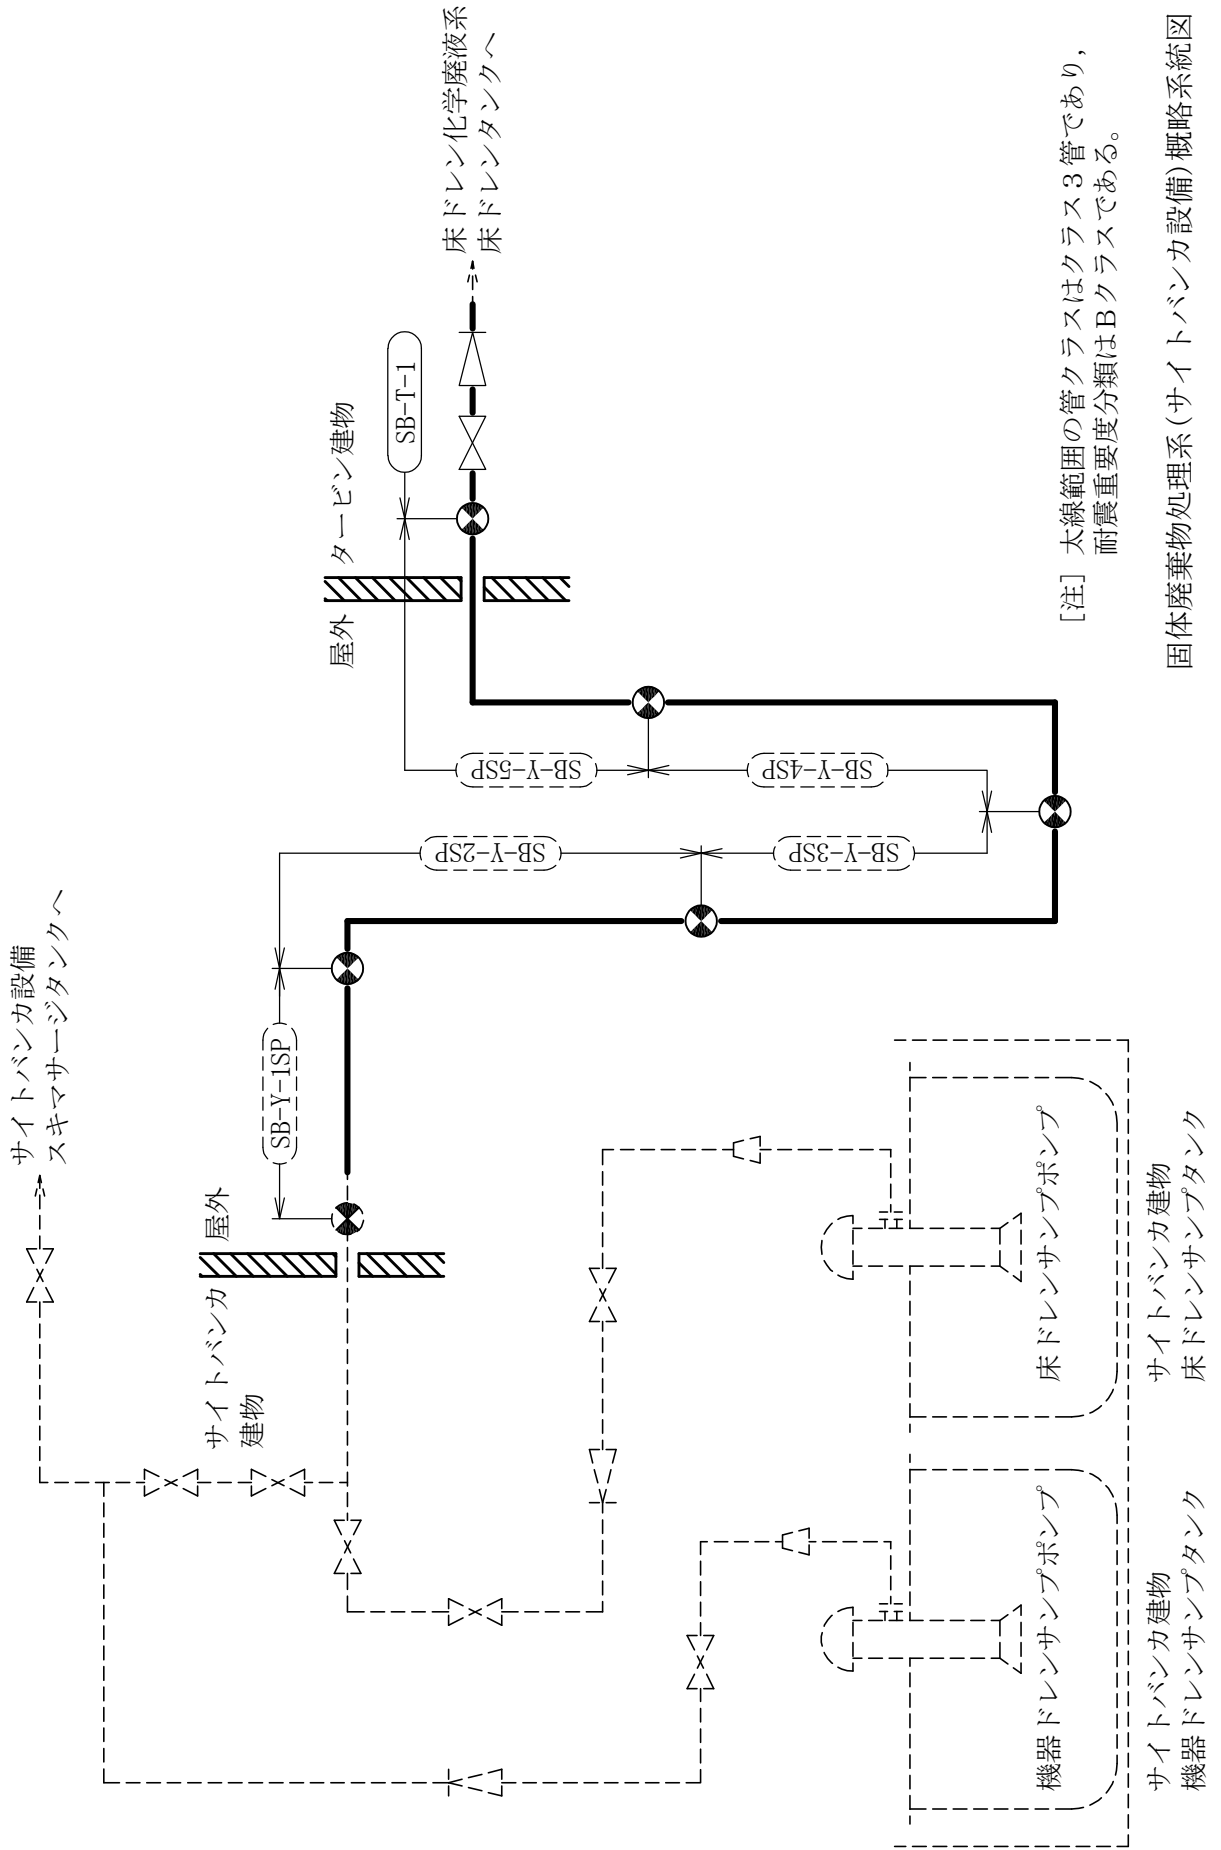 サイトバンカ設備
スキマサージタンクへ
サイトバンカ
建物
屋外
SB-Y-1SP
SB-Y-2SP
SB-Y-3SP
SB-Y-4SP
SB-Y-5SP
屋外
タービン建物
SB-T-1
床ドレン化学廃液系
床ドレンタンクへ
機器ドレンサンプポンプ
床ドレンサンプポンプ
サイトバンカ建物
機器ドレンサンプタンク
サイトバンカ建物
床ドレンサンプタンク
[注] 太線範囲の管クラスはクラス3管であり，
耐震重要度分類はBクラスである。
固体廃棄物処理系(サイトバンカ設備)概略系統図